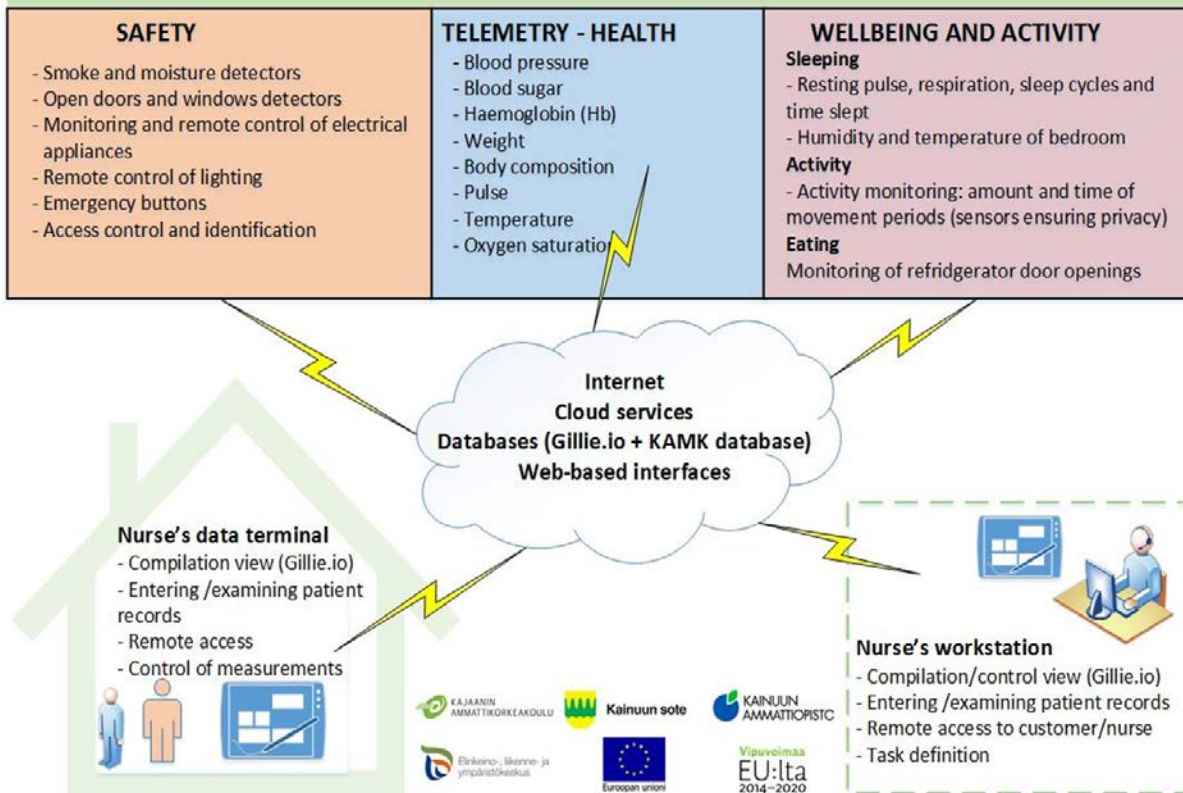 SAFETY
- Smoke and moisture detectors
- Open doors and windows detectors
- Monitoring and remote control of electrical
appliances
- Remote control of lighting
- Emergency buttons
- Access control and identification
TELEMETRY - HEALTH
- Blood pressure
- Blood sugar
- Haemoglobin (Hb)
- Weight
- Body composition
- Pulse
- Temperature
- Oxygen saturation
WELLBEING AND ACTIVITY
Sleeping
- Resting pulse, respiration, sleep cycles and
time slept
- Humidity and temperature of bedroom
Activity
- Activity monitoring: amount and time of
movement periods (sensors ensuring privacy)
Eating
Monitoring of refridgerator door openings
Internet
Cloud services
Databases (Gillie.io + KAMK database)
Web-based interfaces
Nurse's data terminal
- Compilation view (Gillie.io)
- Entering /examining patient
records
- Remote access
- Control of measurements
Nurse's workstation
- Compilation/control view (Gillie.io)
- Entering /examining patient records
- Remote access to customer/nurse
- Task definition
KAJAANIN
AMMATTIKORKEAKOULU
Kainuun sote
KAINUUN
AMMATTIOPISTO
Elinkeino-, liikenne- ja
ympäristökeskus
Euroopan unioni
Vipuvoimaa
EU:lta
2014–2020